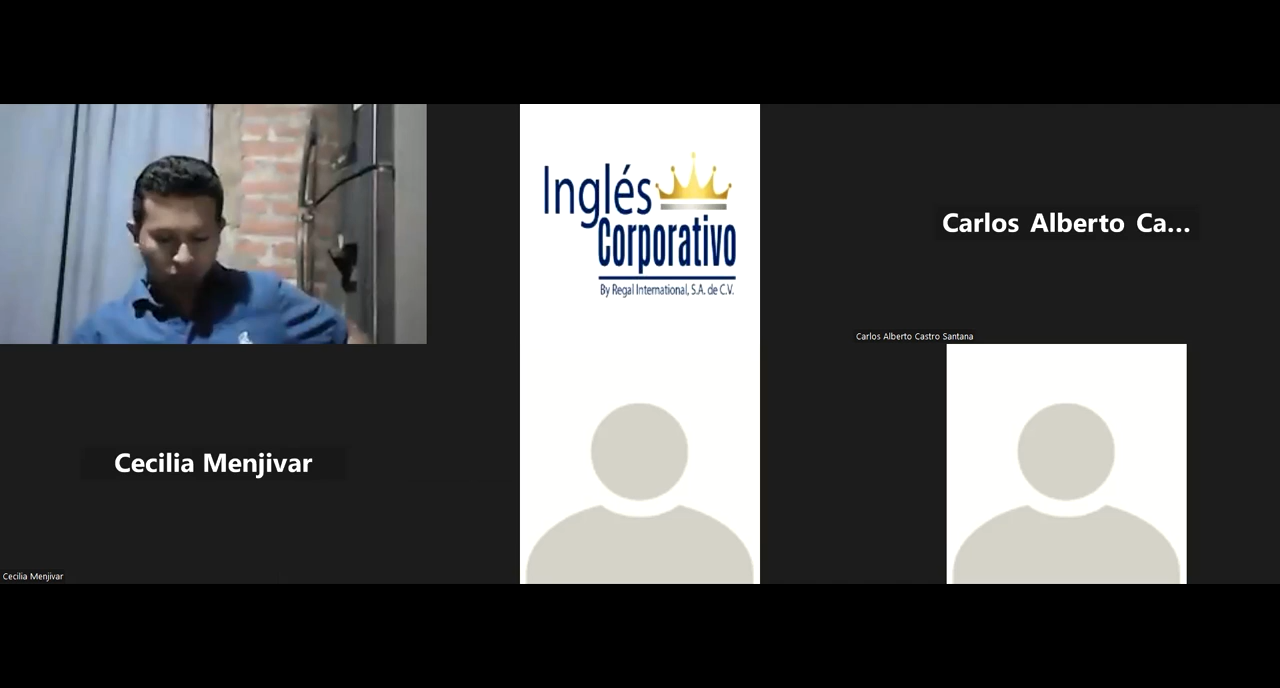 Inglés
Corporativo
By Regal International, S.A. de C.V.
Carlos Alberto Ca...
Carlos Alberto Castro Santana
Cecilia Menjivar
Cecilia Menjivar